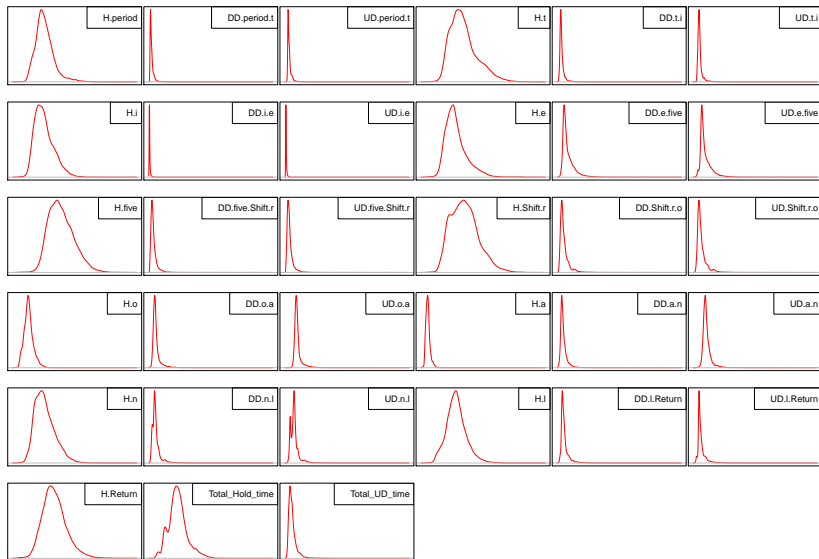 H.period
DD.period.t
UD.period.t
H.t
DD.t.i
UD.t.i
H.i
DD.i.e
UD.i.e
H.e
DD.e.five
UD.e.five
H.five
DD.five.Shift.r
UD.five.Shift.r
H.Shift.r
DD.Shift.r.o
UD.Shift.r.o
H.o
DD.o.a
UD.o.a
H.a
DD.a.n
UD.a.n
H.n
DD.n.l
UD.n.l
H.l
DD.l.Return
UD.l.Return
H.Return
Total_Hold_time
Total_UD_time